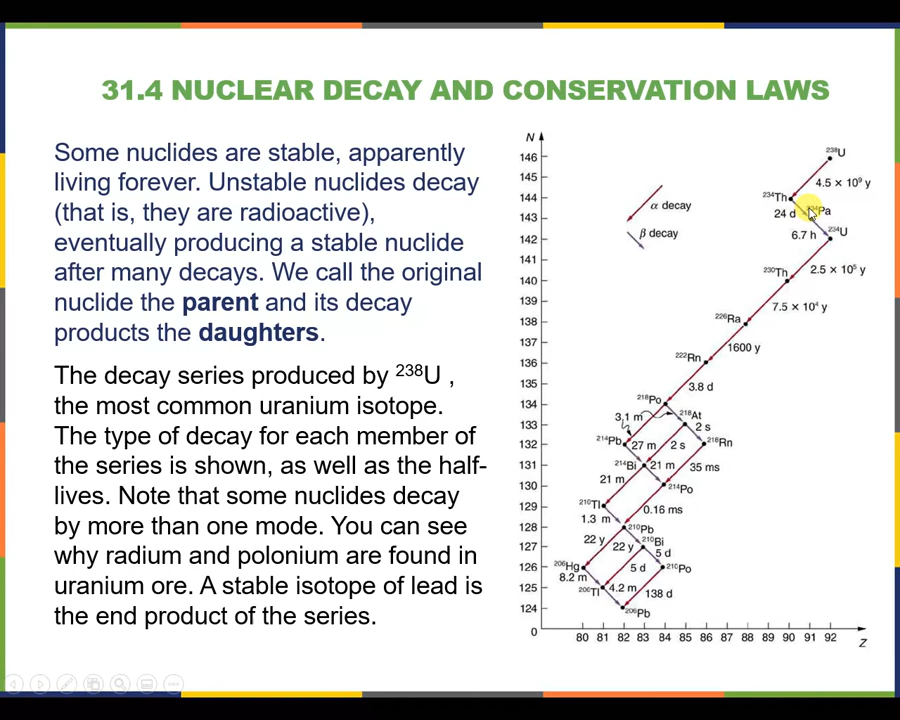 31.4 NUCLEAR DECAY AND CONSERVATION LAWS
Some nuclides are stable, apparently
living forever. Unstable nuclides decay
(that is, they are radioactive),
eventually producing a stable nuclide
after many decays. We call the original
nuclide the parent and its decay
products the daughters.
The decay series produced by ²³⁸U ,
the most common uranium isotope.
The type of decay for each member of
the series is shown, as well as the half-
lives. Note that some nuclides decay
by more than one mode. You can see
why radium and polonium are found in
uranium ore. A stable isotope of lead is
the end product of the series.
N
146
145
144
143
142
141
140
139
138
137
136
135
134
133
132
131
130
129
128
127
126
125
124
0
α decay
β decay
²³⁸U
4.5 × 10⁹ y
²³⁴Th
24 d
²³⁴Pa
6.7 h
²³⁴U
2.5 × 10⁵ y
²³⁰Th
7.5 × 10⁴ y
²²⁶Ra
1600 y
²²²Rn
3.8 d
²¹⁸Po
3.1 m
²¹⁸At
2 s
²¹⁴Pb
27 m
2 s
²¹⁸Rn
²¹⁴Bi
21 m
35 ms
21 m
²¹⁴Po
²¹⁰Tl
0.16 ms
1.3 m
²¹⁰Pb
22 y
22 y
²¹⁰Bi
5 d
²⁰⁶Hg
8.2 m
5 d
²¹⁰Po
²⁰⁶Tl
4.2 m
138 d
²⁰⁶Pb
80 81 82 83 84 85 86 87 88 89 90 91 92
Z